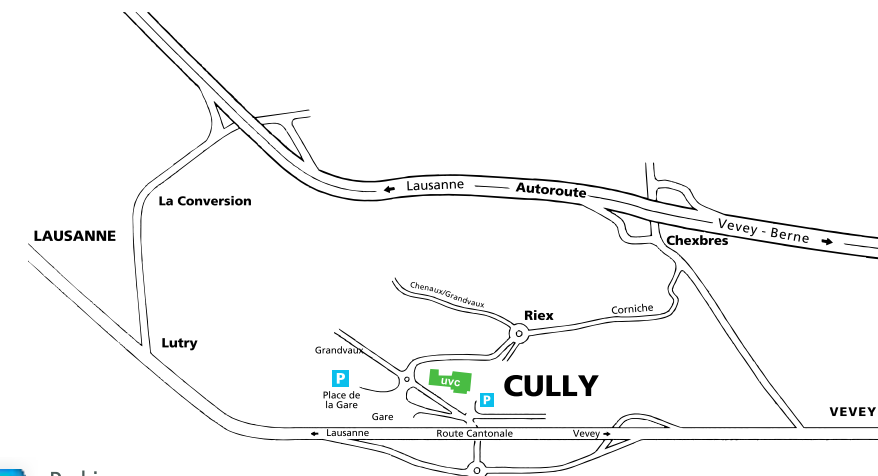 La Conversion
← Lausanne
Autoroute
Vevey - Berne →
LAUSANNE
Chexbres
Chenaux/Grandvaux
Riex
Corniche
Lutry
Grandvaux
P
UVC
CULLY
Place de
la Gare
P
Gare
VEVEY
← Lausanne
Route Cantonale
Vevey →